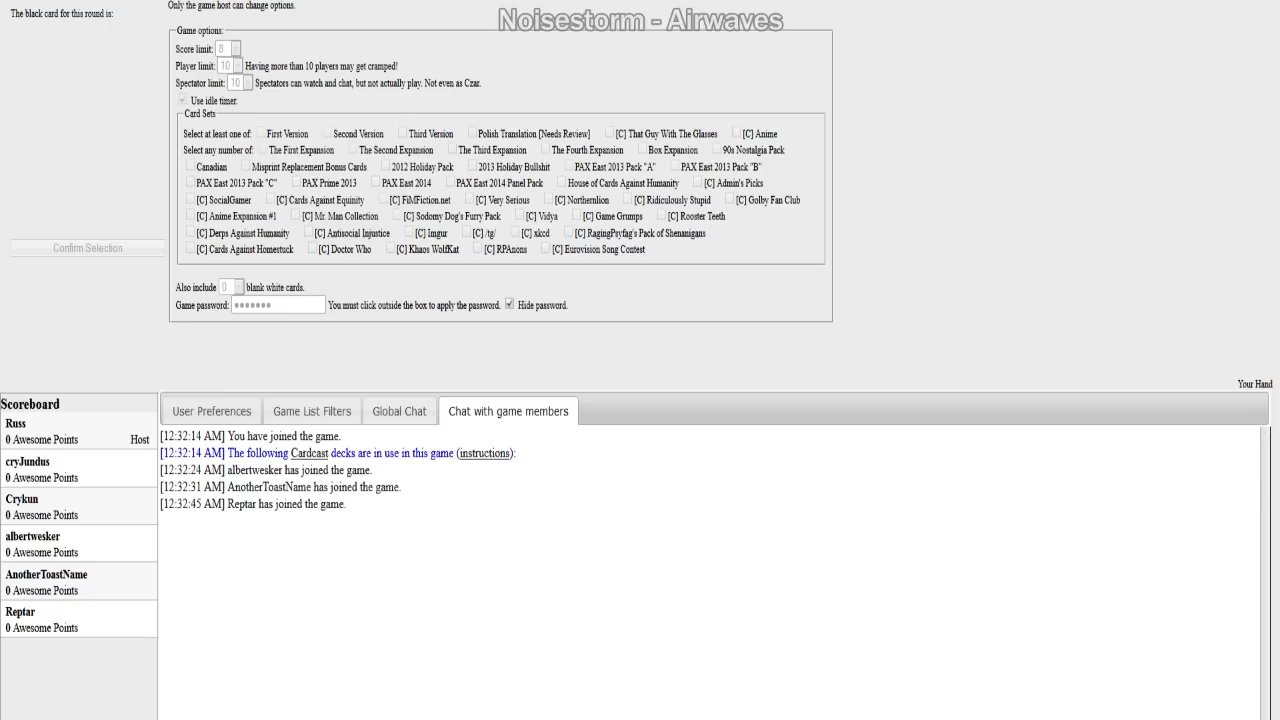 The black card for this round is:
Only the game host can change options.
Noisestorm - Airwaves
Game options:
Score limit: 8
Player limit: 10 Having more than 10 players may get cramped!
Spectator limit: 10 Spectators can watch and chat, but not actually play. Not even as Czar.
Use idle timer.
Card Sets
Select at least one of: First Version Second Version Third Version Polish Translation [Needs Review] [C] That Guy With The Glasses [C] Anime
Select any number of: The First Expansion The Second Expansion The Third Expansion The Fourth Expansion Box Expansion 90s Nostalgia Pack
Canadian Misprint Replacement Bonus Cards 2012 Holiday Pack 2013 Holiday Bullshit PAX East 2013 Pack "A" PAX East 2013 Pack "B"
PAX East 2013 Pack "C" PAX Prime 2013 PAX East 2014 PAX East 2014 Panel Pack House of Cards Against Humanity [C] Admin's Picks
[C] SocialGamer [C] Cards Against Equinity [C] FiMFiction.net [C] Very Serious [C] Northernlion [C] Ridiculously Stupid [C] Golby Fan Club
[C] Anime Expansion #1 [C] Mr. Man Collection [C] Sodomy Dog's Furry Pack [C] Vidya [C] Game Grumps [C] Rooster Teeth
[C] Derps Against Humanity [C] Antisocial Injustice [C] Imgur [C] /tg/ [C] xkcd [C] RagingPsyfag's Pack of Shenanigans
[C] Cards Against Homestuck [C] Doctor Who [C] Khaos WolfKat [C] RPAnons [C] Eurovision Song Contest
Confirm Selection
Also include 0 blank white cards.
Game password: ●●●●●●● You must click outside the box to apply the password. Hide password.
Your Hand
Scoreboard
Russ
0 Awesome Points Host
cryJundus
0 Awesome Points
Crykun
0 Awesome Points
albertwesker
0 Awesome Points
AnotherToastName
0 Awesome Points
Reptar
0 Awesome Points
User Preferences Game List Filters Global Chat Chat with game members
[12:32:14 AM] You have joined the game.
[12:32:14 AM] The following Cardcast decks are in use in this game (instructions):
[12:32:24 AM] albertwesker has joined the game.
[12:32:31 AM] AnotherToastName has joined the game.
[12:32:45 AM] Reptar has joined the game.